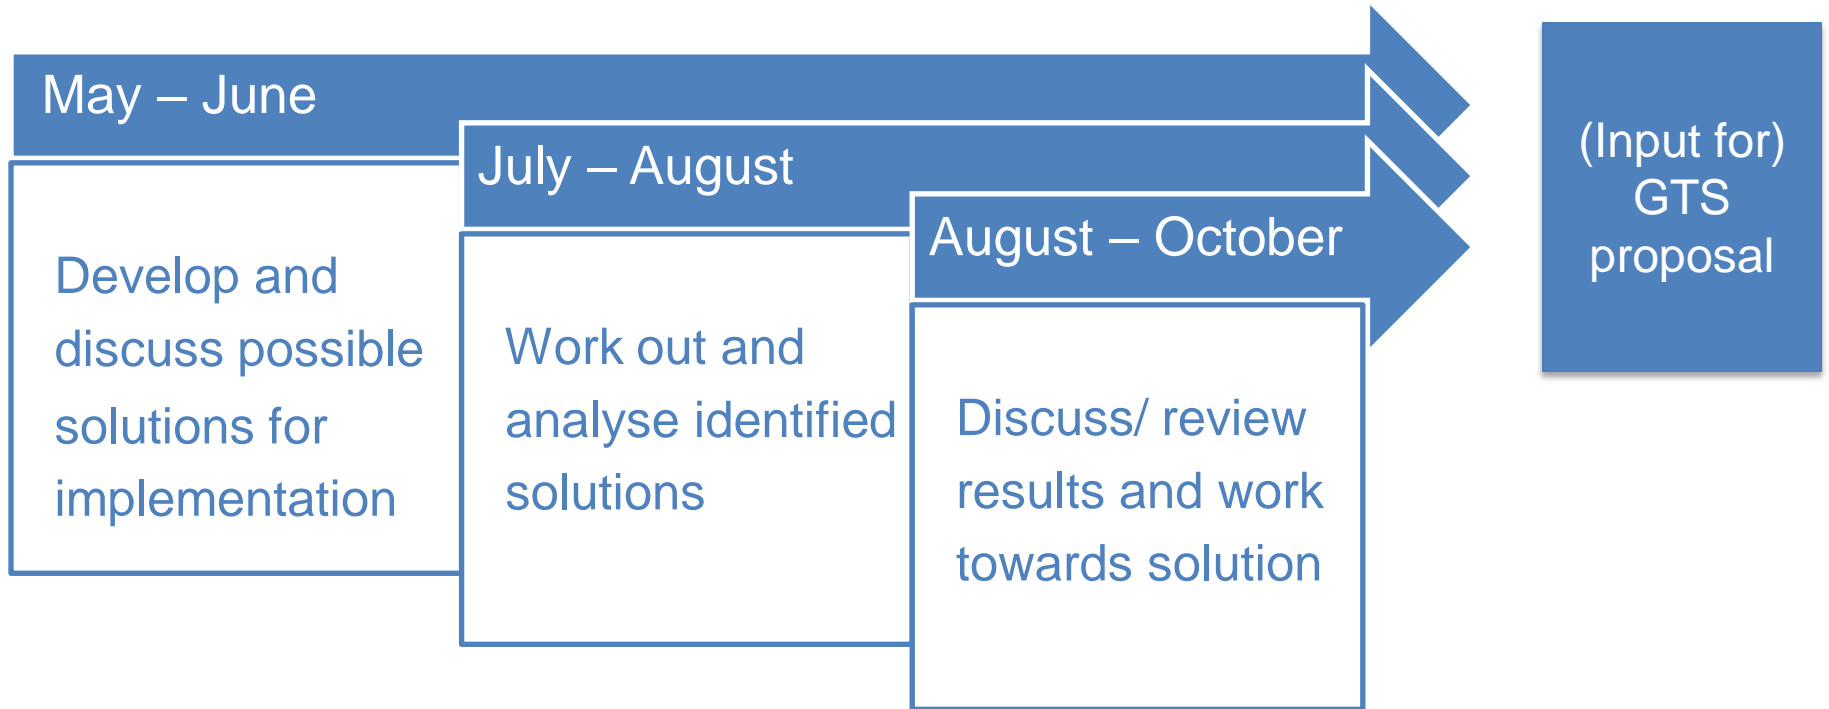 May – June
Develop and
discuss possible
solutions for
implementation
July – August
Work out and
analyse identified
solutions
August – October
Discuss/ review
results and work
towards solution
(Input for)
GTS
proposal